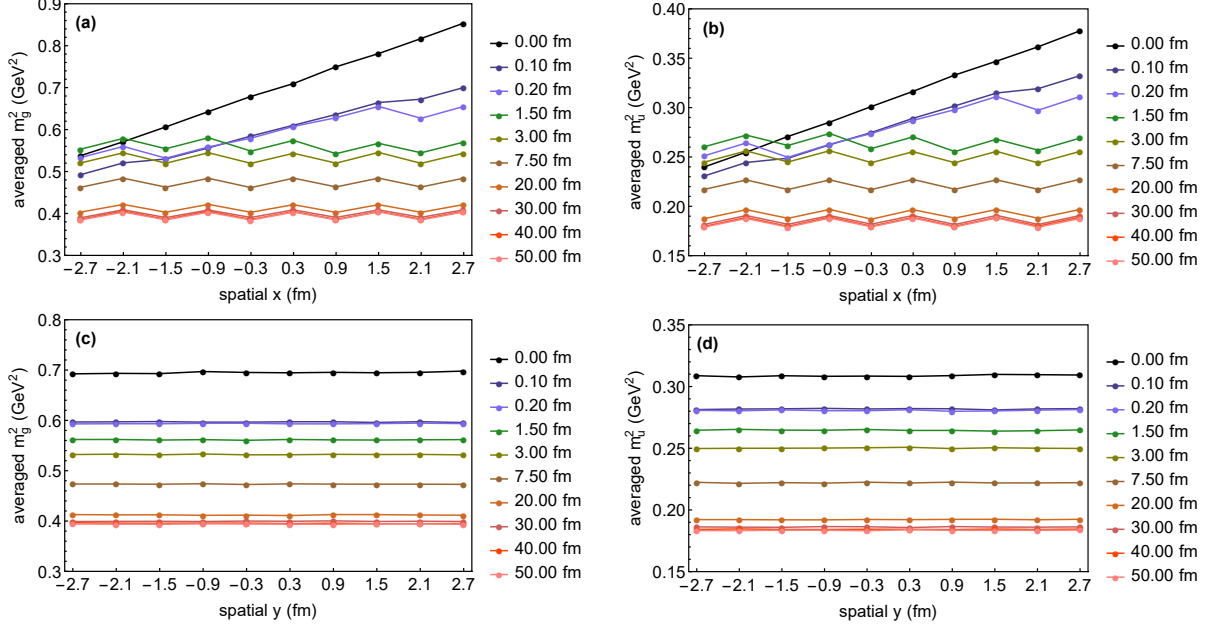 (a)
averaged m_g^2 (GeV^2)
0.9
0.8
0.7
0.6
0.5
0.4
0.3
−2.7 −2.1 −1.5 −0.9 −0.3 0.3 0.9 1.5 2.1 2.7
spatial x (fm)
0.00 fm
0.10 fm
0.20 fm
1.50 fm
3.00 fm
7.50 fm
20.00 fm
30.00 fm
40.00 fm
50.00 fm
(b)
averaged m_u^2 (GeV^2)
0.40
0.35
0.30
0.25
0.20
0.15
−2.7 −2.1 −1.5 −0.9 −0.3 0.3 0.9 1.5 2.1 2.7
spatial x (fm)
0.00 fm
0.10 fm
0.20 fm
1.50 fm
3.00 fm
7.50 fm
20.00 fm
30.00 fm
40.00 fm
50.00 fm
(c)
averaged m_g^2 (GeV^2)
0.8
0.7
0.6
0.5
0.4
0.3
−2.7 −2.1 −1.5 −0.9 −0.3 0.3 0.9 1.5 2.1 2.7
spatial y (fm)
0.00 fm
0.10 fm
0.20 fm
1.50 fm
3.00 fm
7.50 fm
20.00 fm
30.00 fm
40.00 fm
50.00 fm
(d)
averaged m_u^2 (GeV^2)
0.35
0.30
0.25
0.20
0.15
−2.7 −2.1 −1.5 −0.9 −0.3 0.3 0.9 1.5 2.1 2.7
spatial y (fm)
0.00 fm
0.10 fm
0.20 fm
1.50 fm
3.00 fm
7.50 fm
20.00 fm
30.00 fm
40.00 fm
50.00 fm